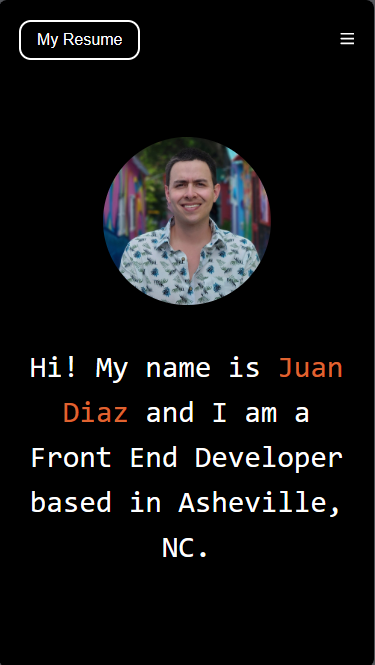 My Resume
Hi! My name is Juan
Diaz and I am a
Front End Developer
based in Asheville,
NC.